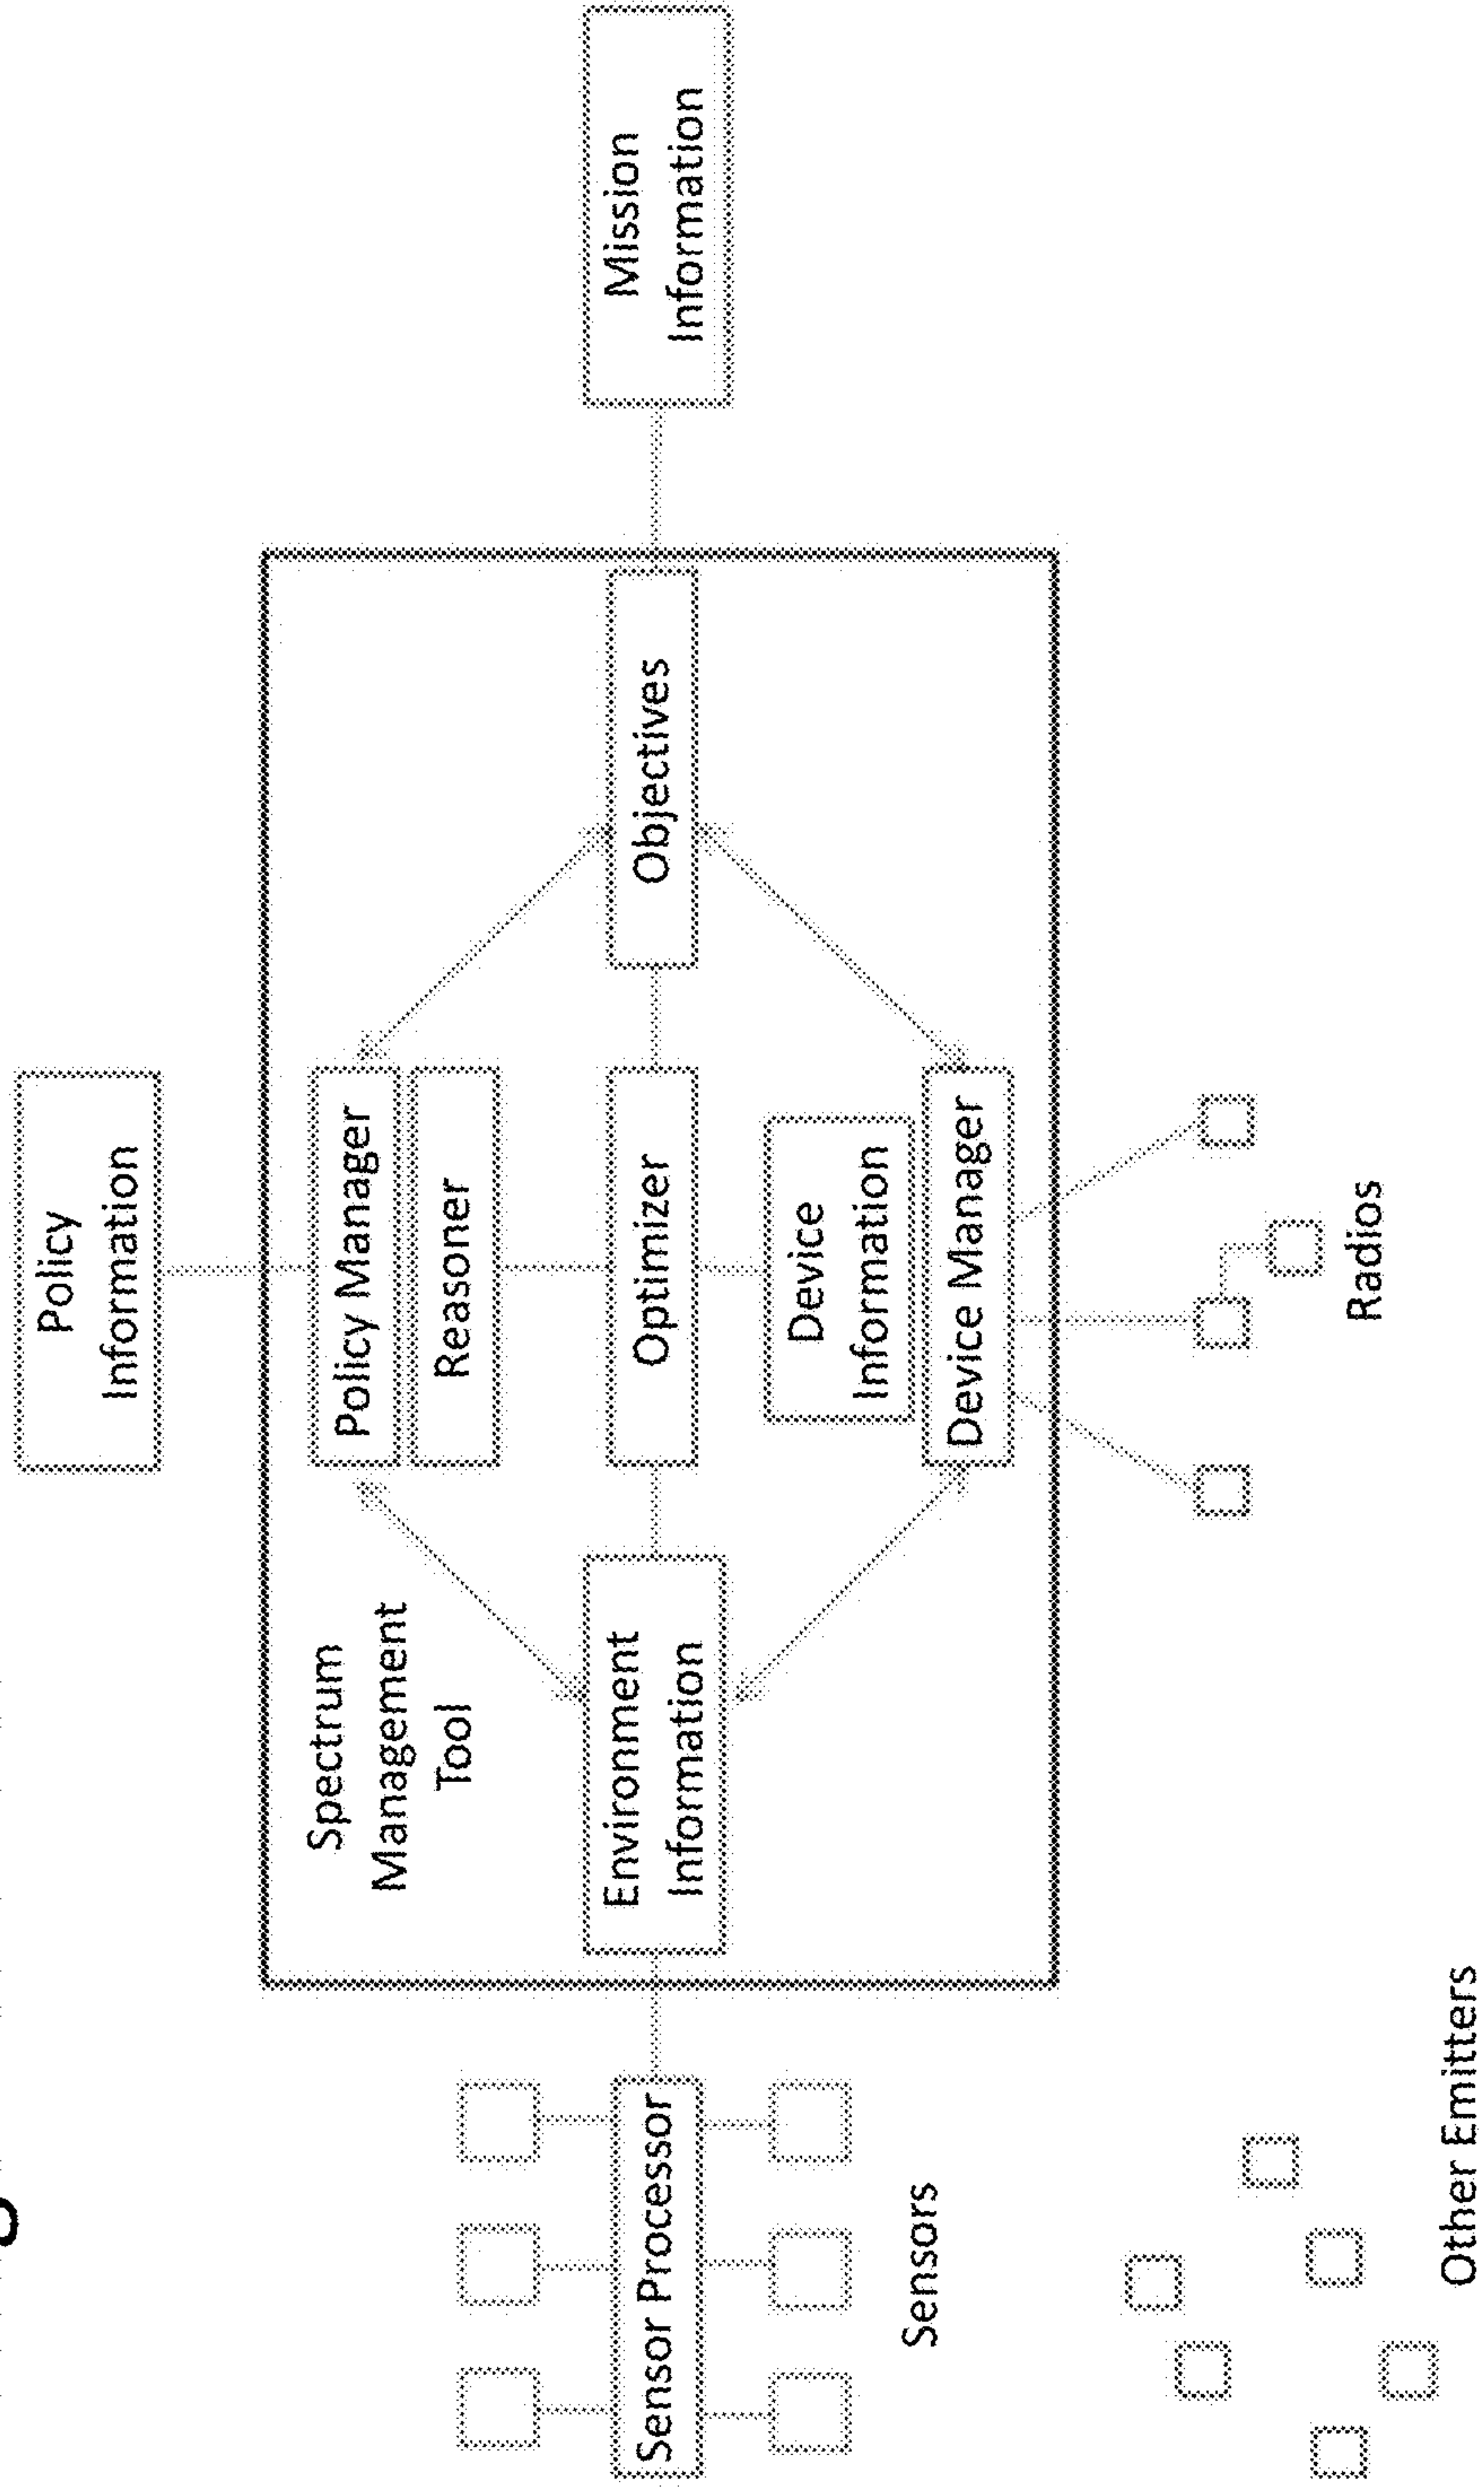 Policy
Information
Spectrum
Management
Tool
Policy Manager
Reasoner
Sensor Processor
Environment
Information
Optimizer
Objectives
Mission
Information
Device
Information
Device Manager
Sensors
Radios
Other Emitters